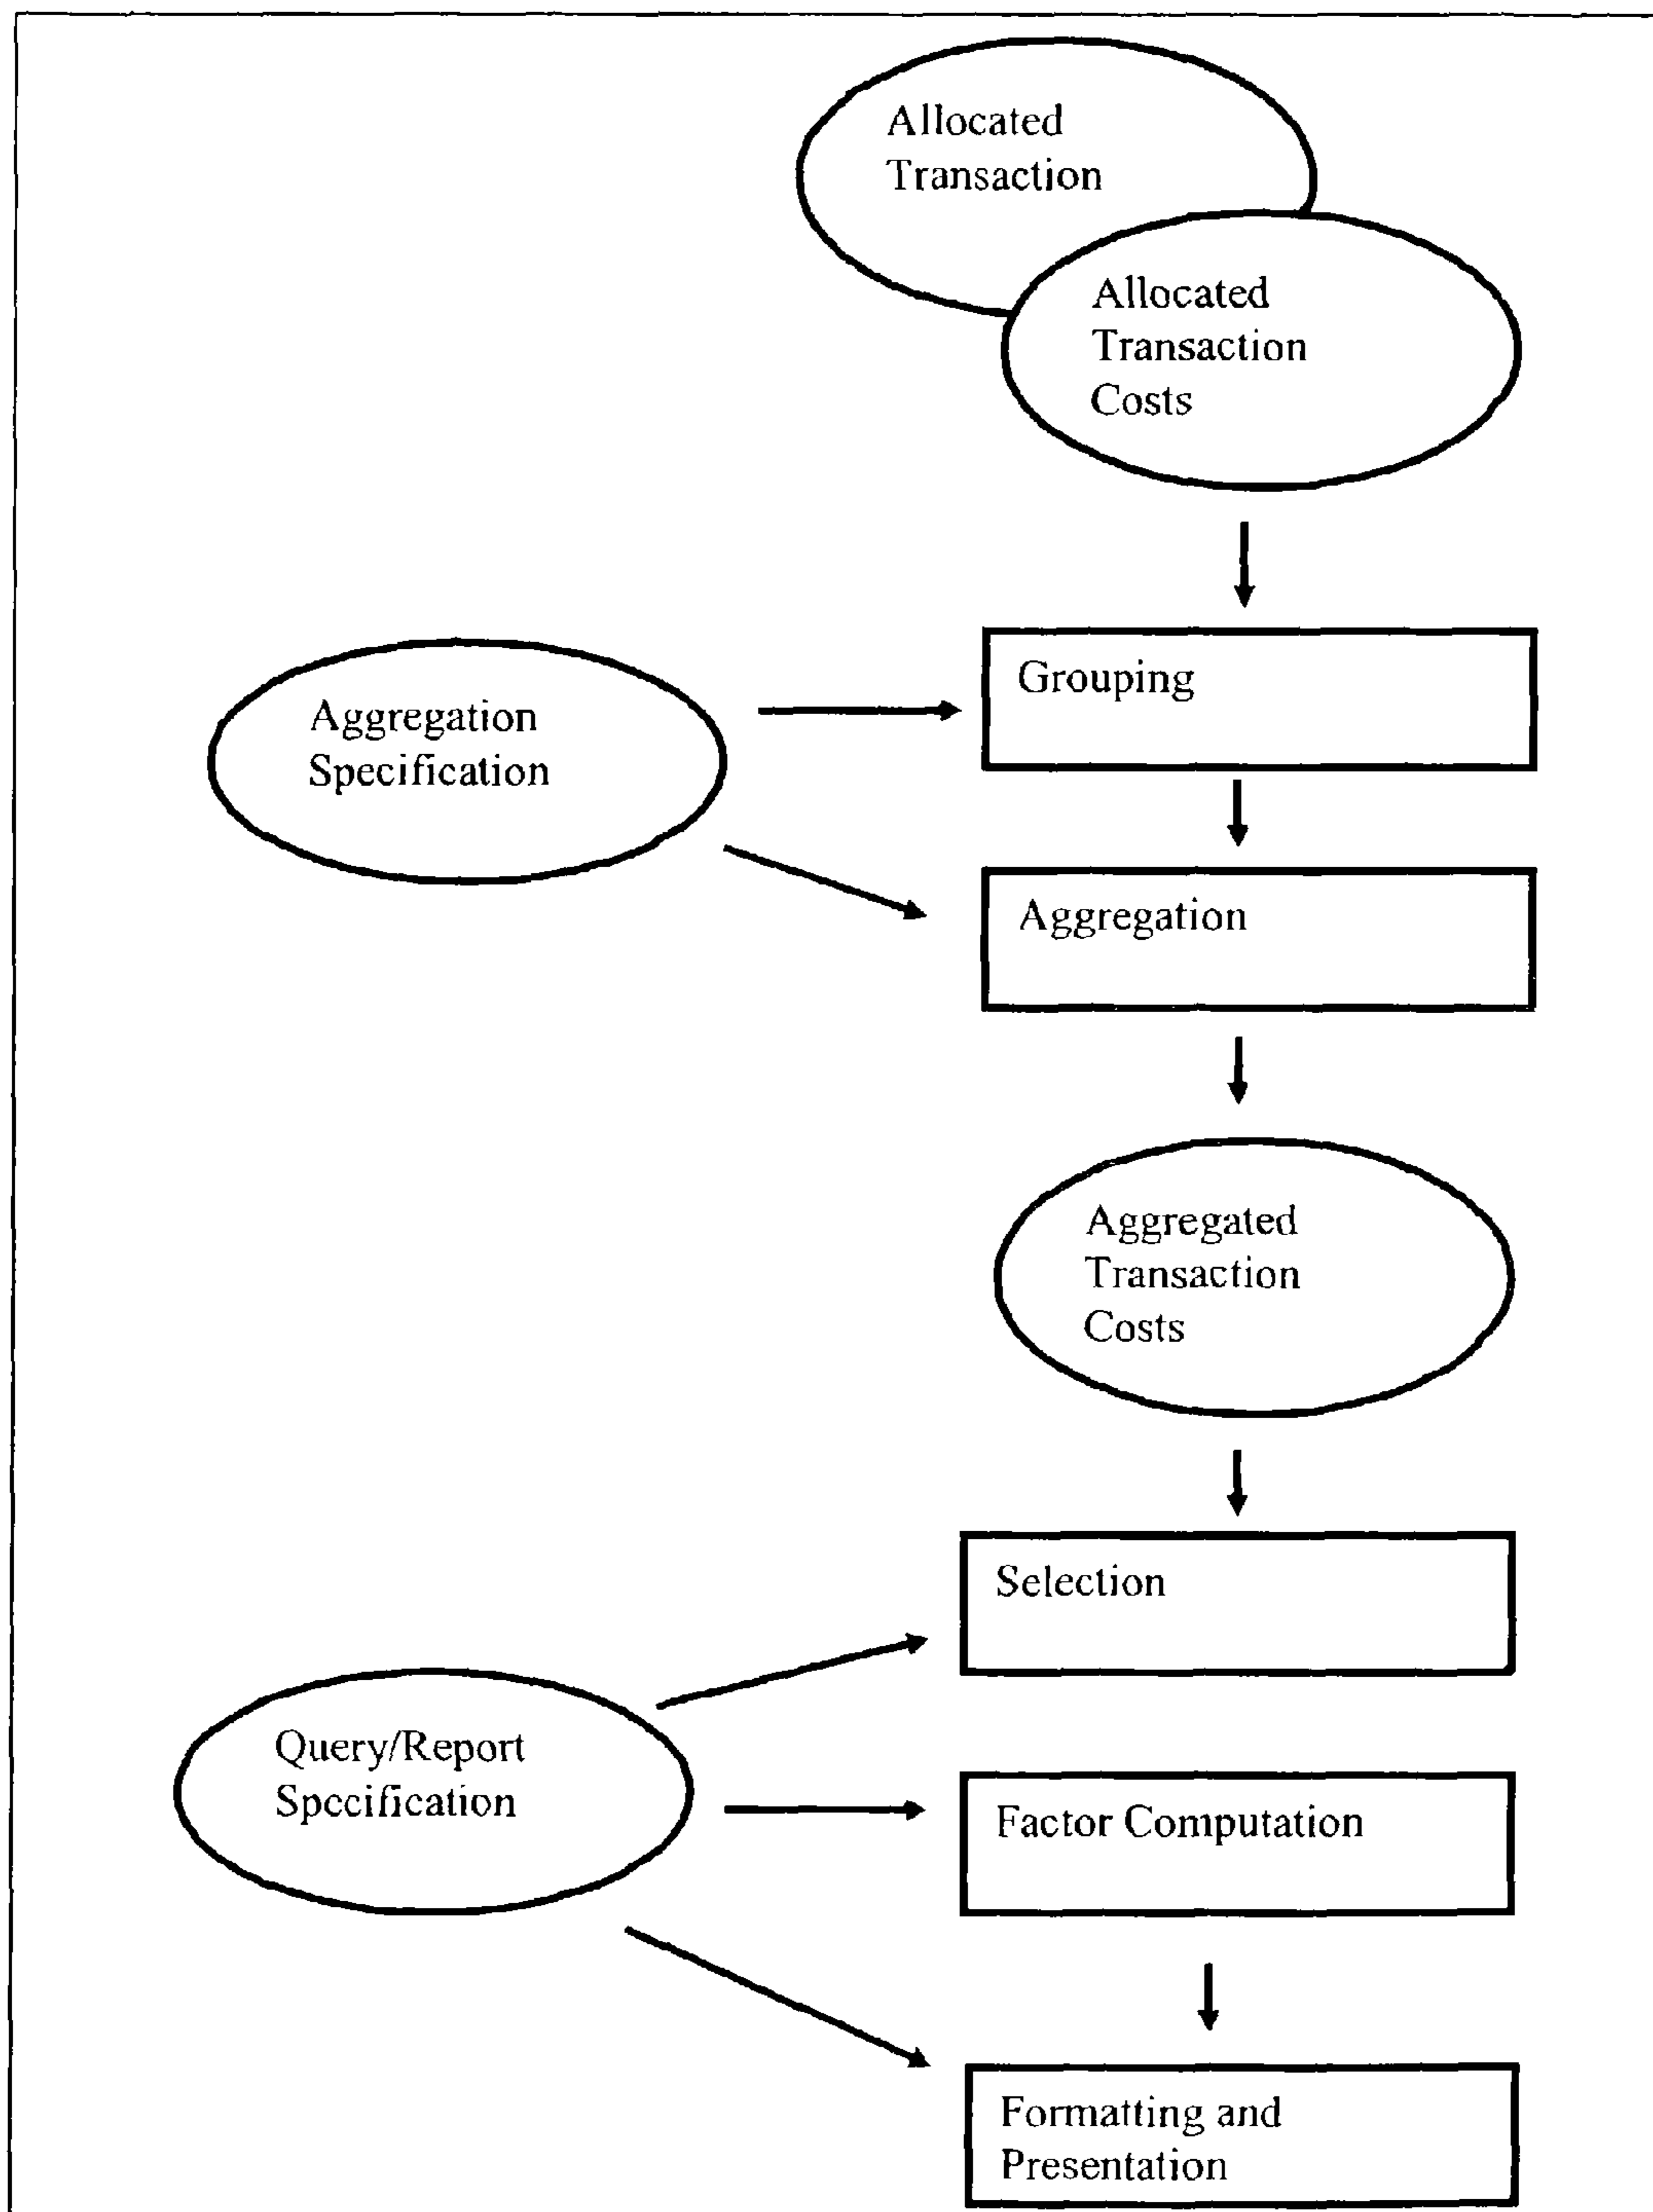 Allocated
Transaction
Allocated
Transaction
Costs
Grouping
Aggregation
Specification
Aggregation
Aggregated
Transaction
Costs
Selection
Query/Report
Specification
Factor Computation
Formatting and
Presentation